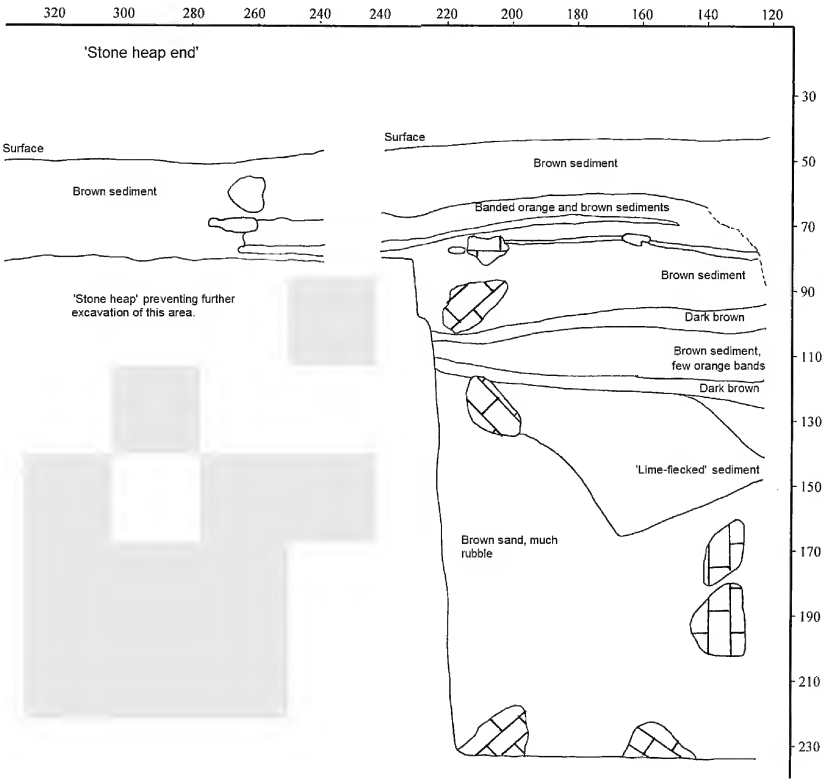 320 300 280 260 240 240 220 200 180 160 140 120
'Stone heap end'
30
Surface
Surface
50
Brown sediment
Brown sediment
Banded orange and brown sediments
70
Brown sediment
90
'Stone heap' preventing further
excavation of this area.
Dark brown
Brown sediment,
few orange bands
110
Dark brown
130
'Lime-flecked' sediment
150
Brown sand, much
rubble
170
190
210
230